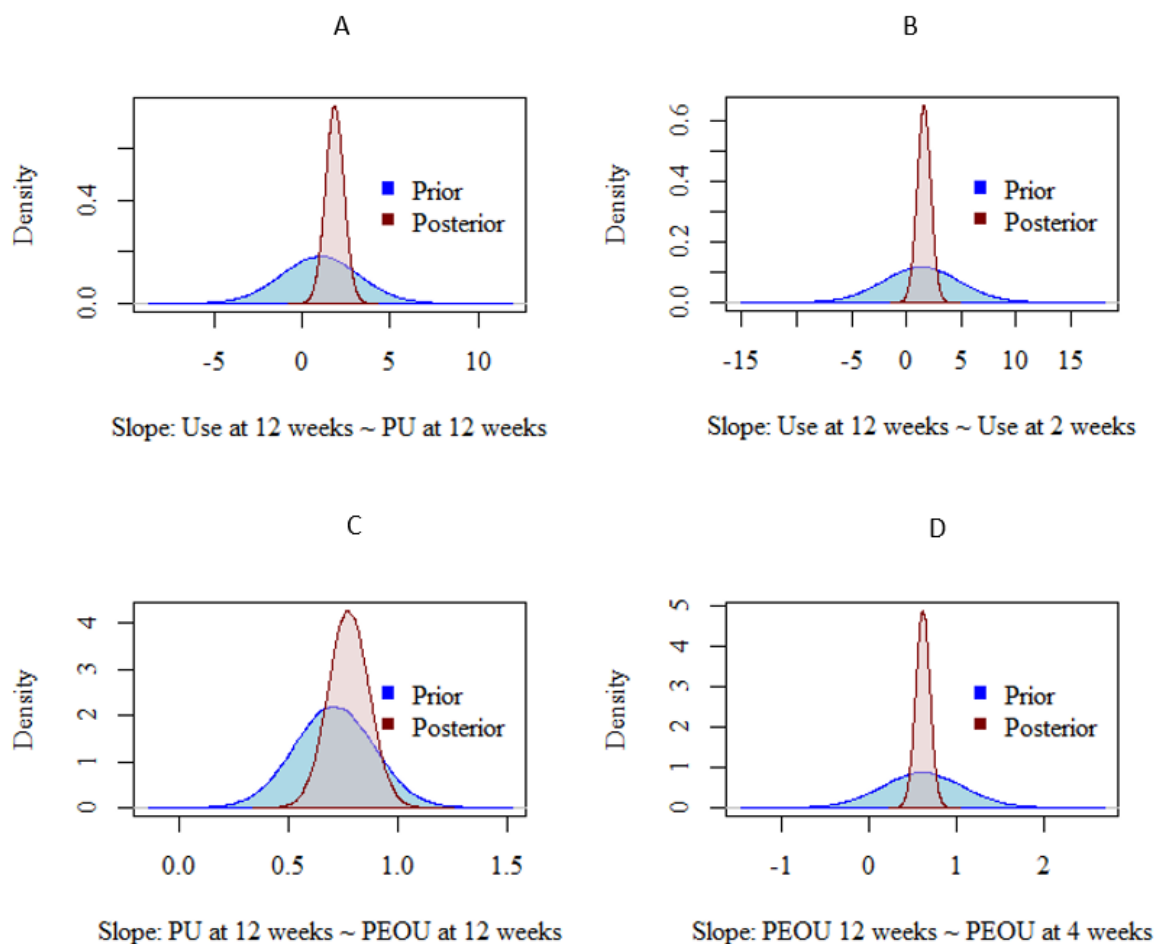 A
Density
0.0
0.4
-5
0
5
10
Prior
Posterior
Slope: Use at 12 weeks ~ PU at 12 weeks
B
Density
0.0
0.2
0.4
0.6
-15
-5
0
5
10
15
Prior
Posterior
Slope: Use at 12 weeks ~ Use at 2 weeks
C
Density
0
1
2
3
4
0.0
0.5
1.0
1.5
Prior
Posterior
Slope: PU at 12 weeks ~ PEOU at 12 weeks
D
Density
0
1
2
3
4
5
-1
0
1
2
Prior
Posterior
Slope: PEOU 12 weeks ~ PEOU at 4 weeks